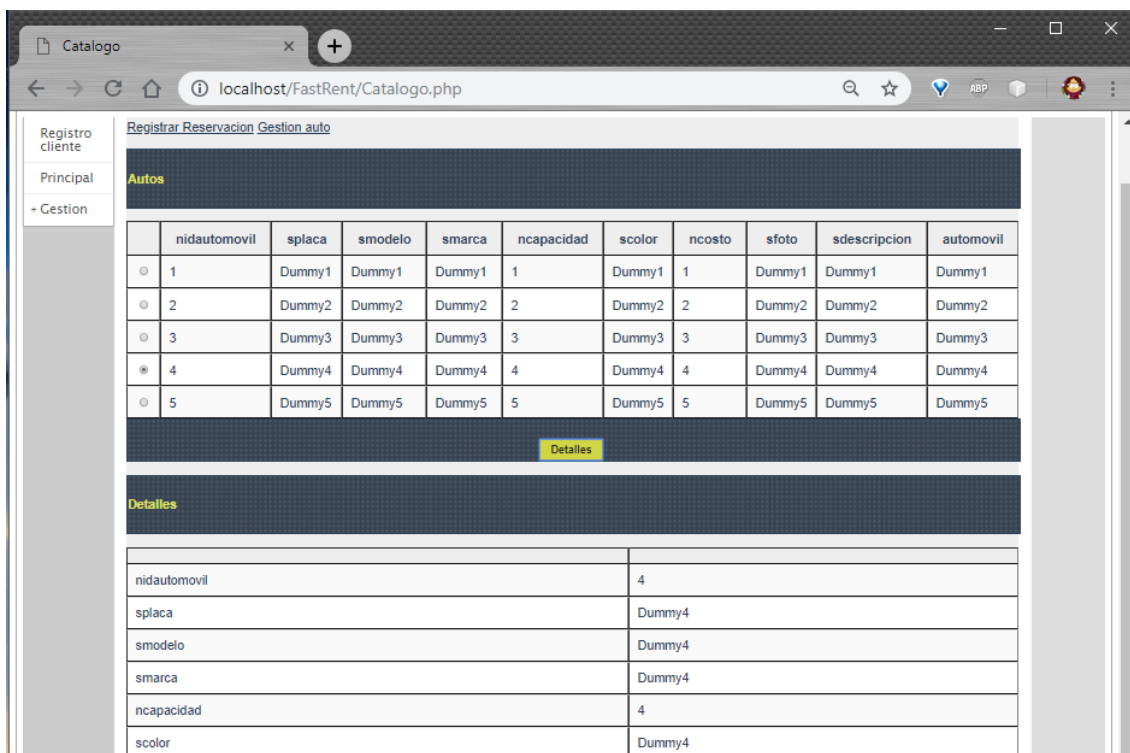 Catalogo
localhost/FastRent/Catalogo.php
ABP
Registro
cliente
Principal
+ Gestion
Registrar Reservacion Gestion auto
Autos
nidautomovil splaca smodelo smarca ncapacidad scolor ncosto sfoto sdescripcion automovil
1 Dummy1 Dummy1 Dummy1 1 Dummy1 1 Dummy1 Dummy1 Dummy1
2 Dummy2 Dummy2 Dummy2 2 Dummy2 2 Dummy2 Dummy2 Dummy2
3 Dummy3 Dummy3 Dummy3 3 Dummy3 3 Dummy3 Dummy3 Dummy3
4 Dummy4 Dummy4 Dummy4 4 Dummy4 4 Dummy4 Dummy4 Dummy4
5 Dummy5 Dummy5 Dummy5 5 Dummy5 5 Dummy5 Dummy5 Dummy5
Detalles
Detalles
nidautomovil 4
splaca Dummy4
smodelo Dummy4
smarca Dummy4
ncapacidad 4
scolor Dummy4